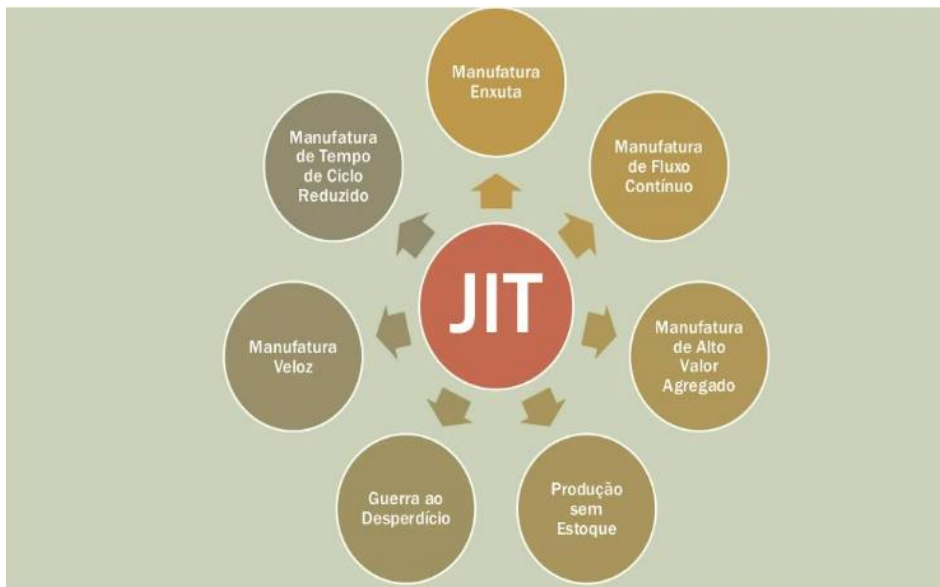 Manufatura
Enxuta
Manufatura
de Fluxo
Contínuo
Manufatura
de Alto
Valor
Agregado
Produção
sem
Estoque
Guerra ao
Desperdício
Manufatura
Veloz
Manufatura
de Tempo
de Ciclo
Reduzido
JIT